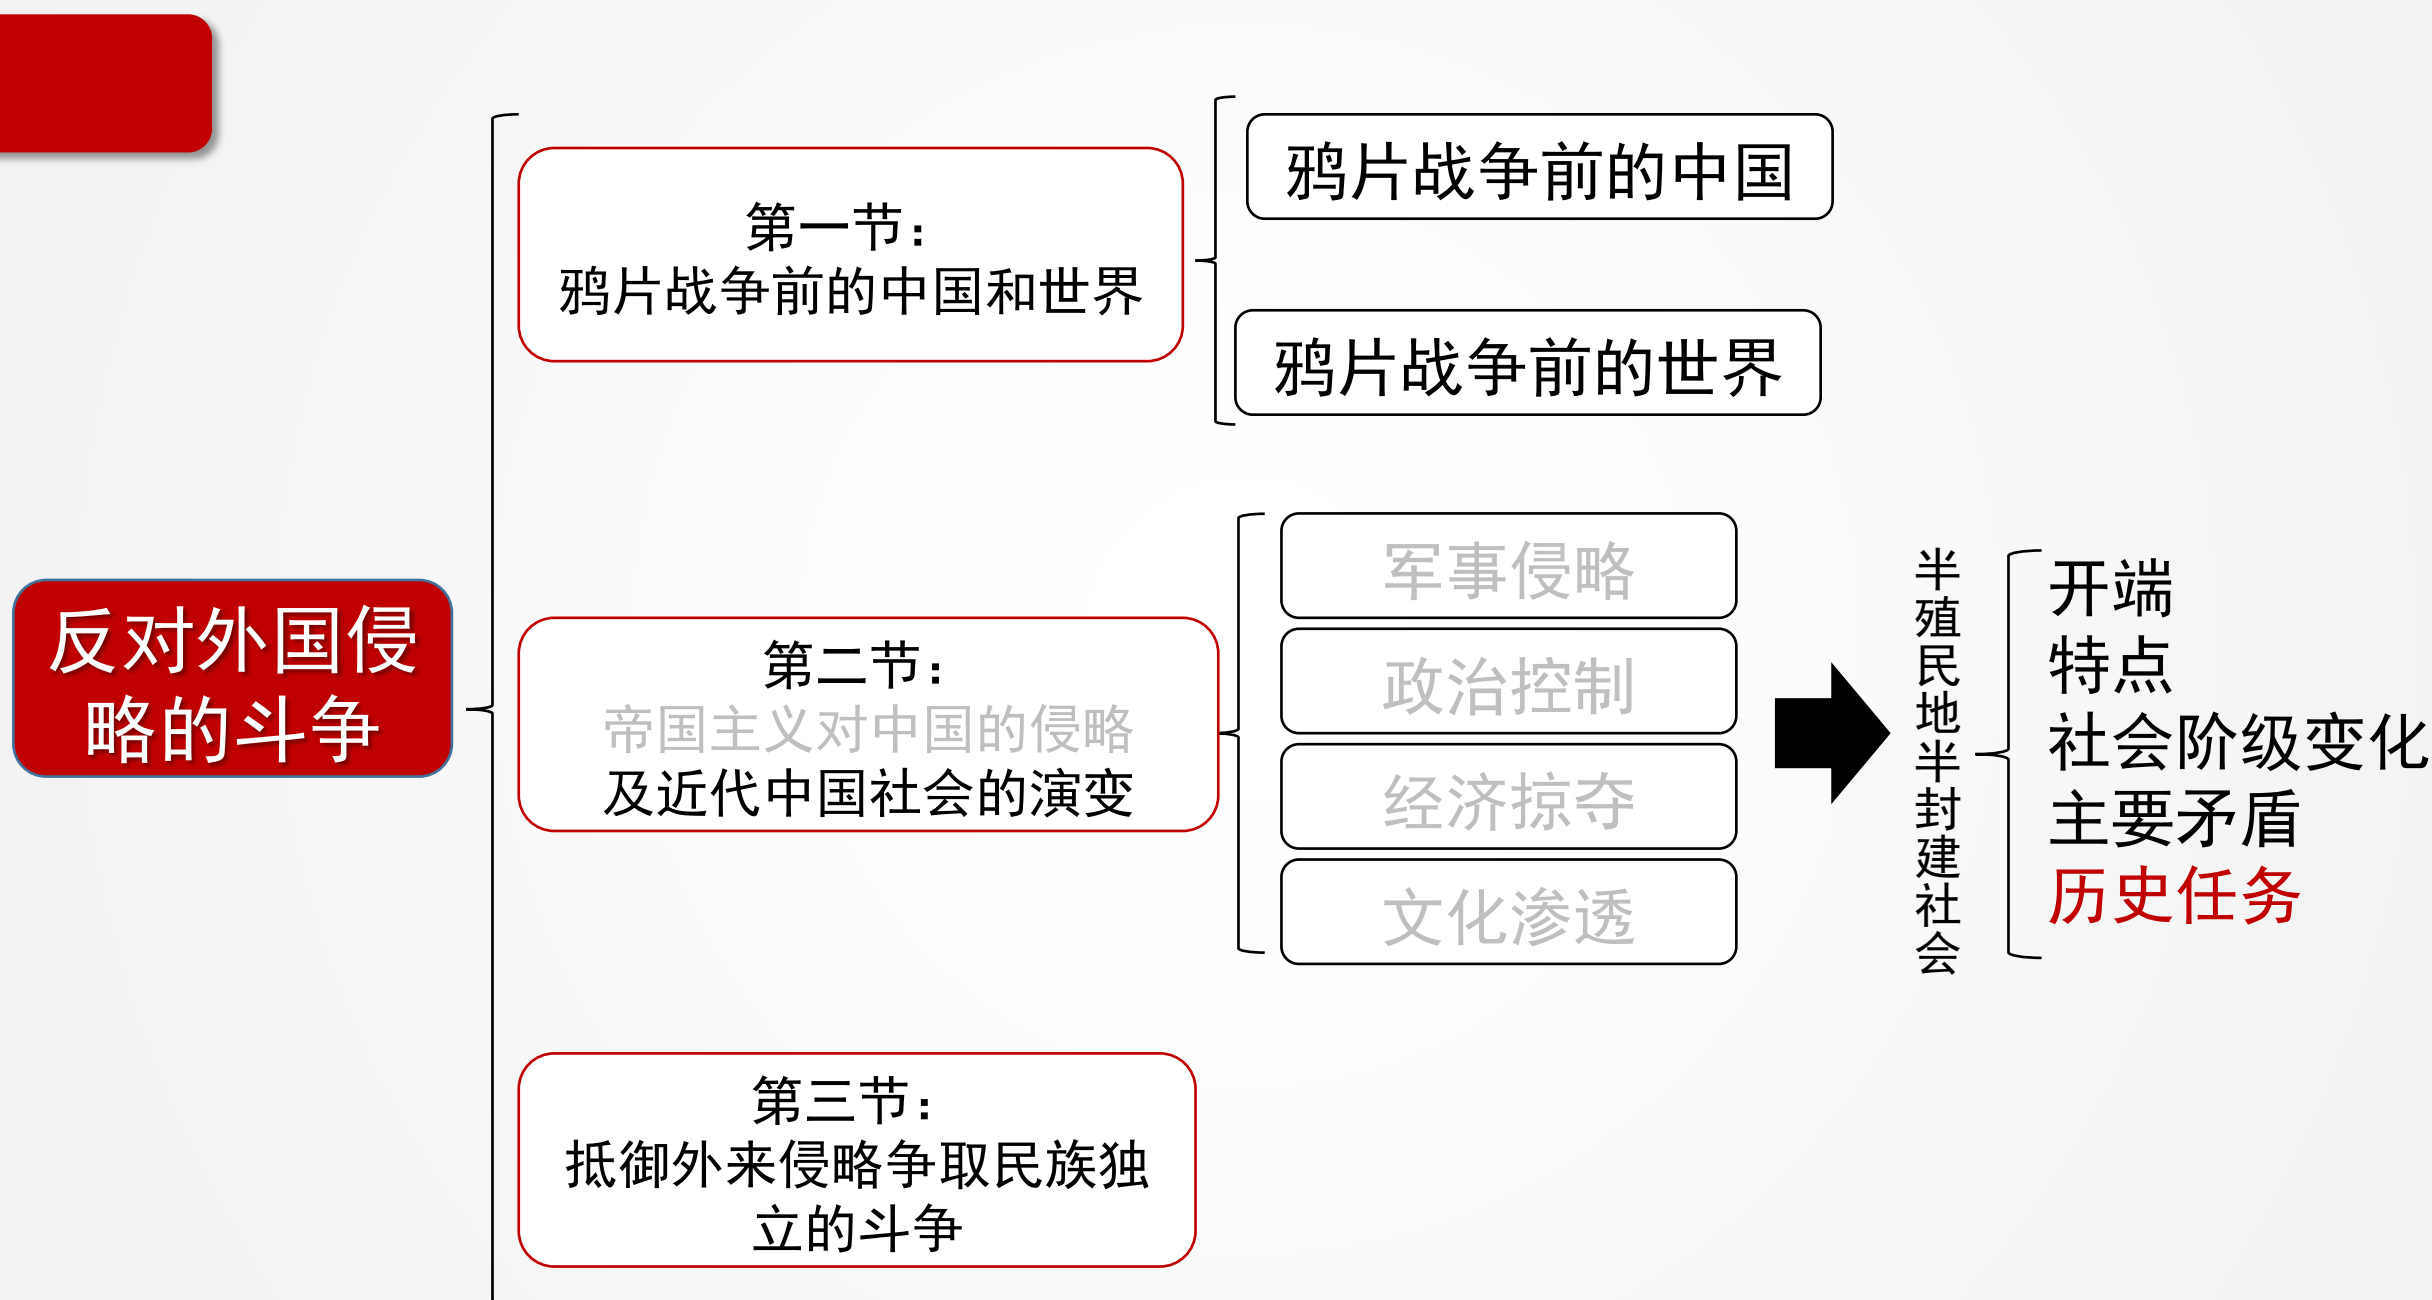 反对外国侵
略的斗争
第一节：
鸦片战争前的中国和世界
鸦片战争前的中国
鸦片战争前的世界
第二节：
帝国主义对中国的侵略
及近代中国社会的演变
军事侵略
政治控制
经济掠夺
文化渗透
半殖民地半封建社会
开端
特点
社会阶级变化
主要矛盾
历史任务
第三节：
抵御外来侵略争取民族独
立的斗争